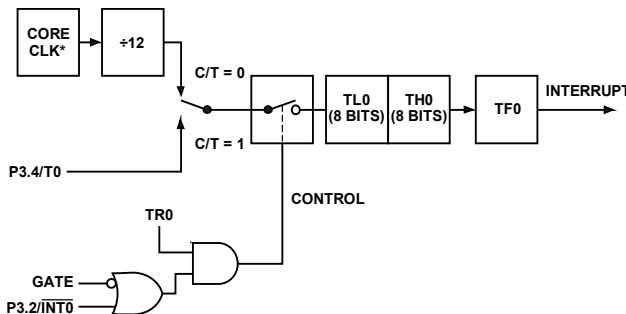 CORE
CLK*
÷12
C/T = 0
C/T = 1
P3.4/T0
TL0
(8 BITS)
TH0
(8 BITS)
TF0
INTERRUPT
CONTROL
TR0
GATE
P3.2/INT0